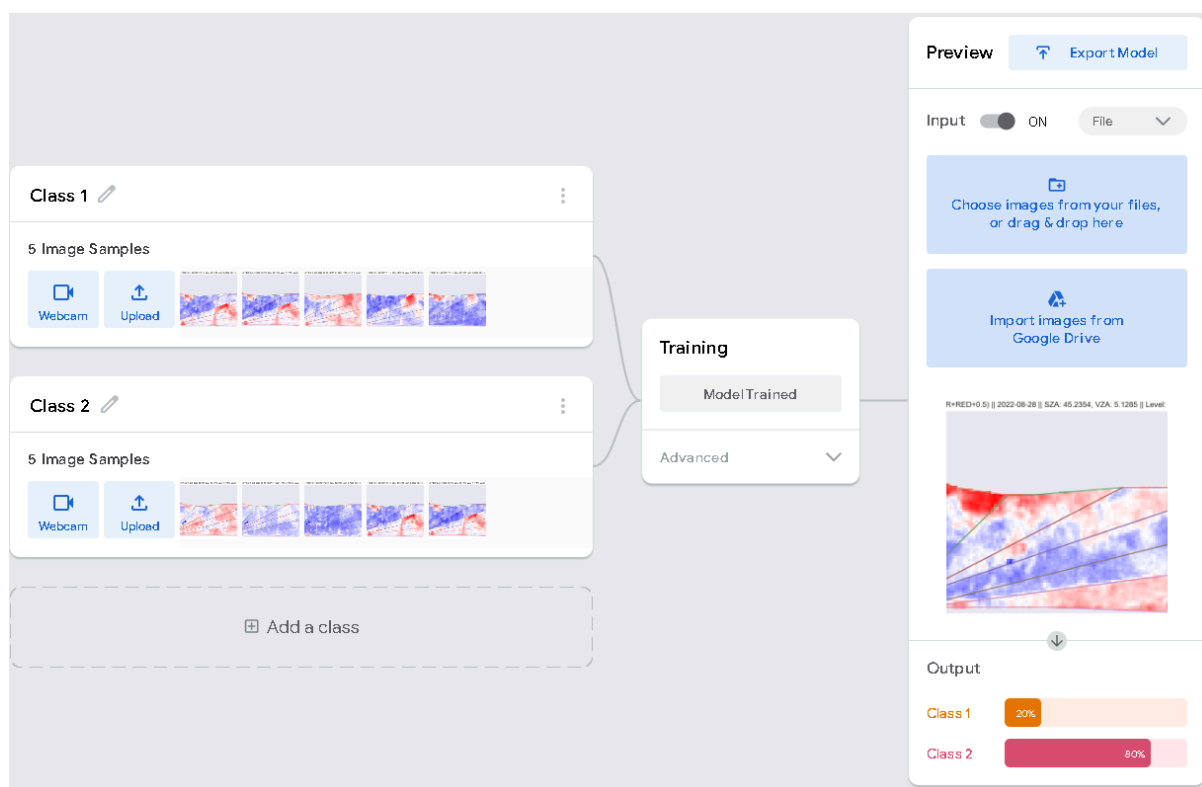 Preview
Export Model
Input
ON
File
Choose images from your files,
or drag & drop here
Import images from
Google Drive
R+RED+0.5) || 2022-08-28 || SZA: 45.2354, VZA: 5.1285 || Level:
Class 1
5 Image Samples
Webcam
Upload
Class 2
5 Image Samples
Webcam
Upload
Add a class
Training
Model Trained
Advanced
Output
Class 1
20%
Class 2
80%